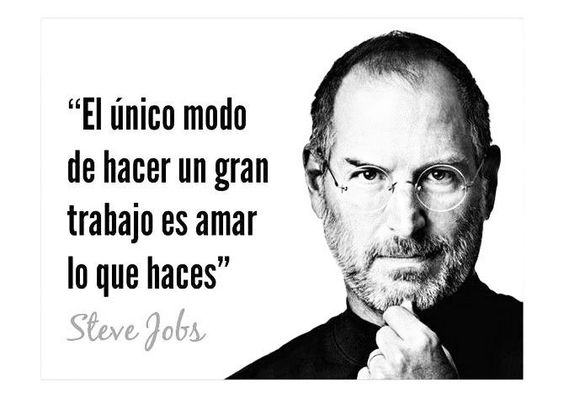 “El único modo
de hacer un gran
trabajo es amar
lo que haces”
Steve Jobs